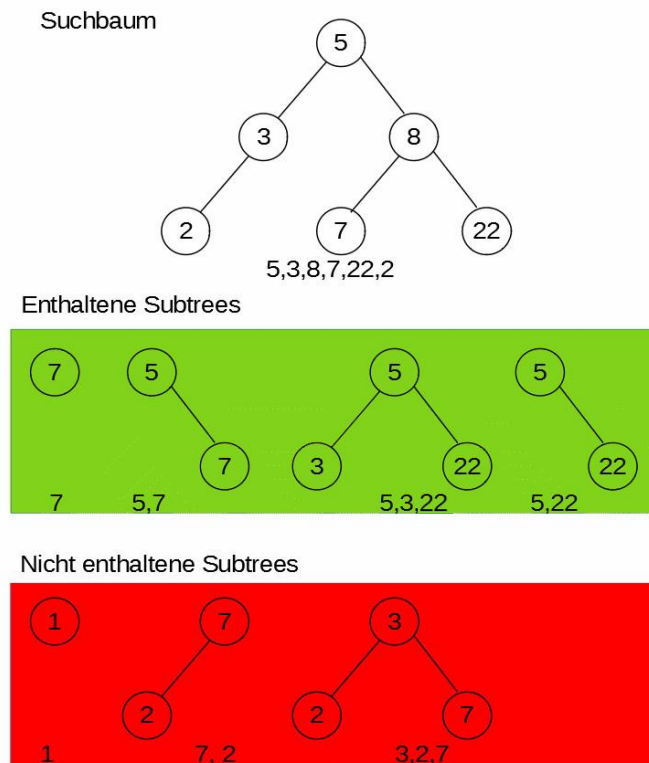 Suchbaum
5
3 8
2 7 22
5,3,8,7,22,2
Enthaltene Subtrees
7 5 5 5
7 3 22 22
7 5,7 5,3,22 5,22
Nicht enthaltene Subtrees
1 7 3
2 2 7
1 7, 2 3,2,7